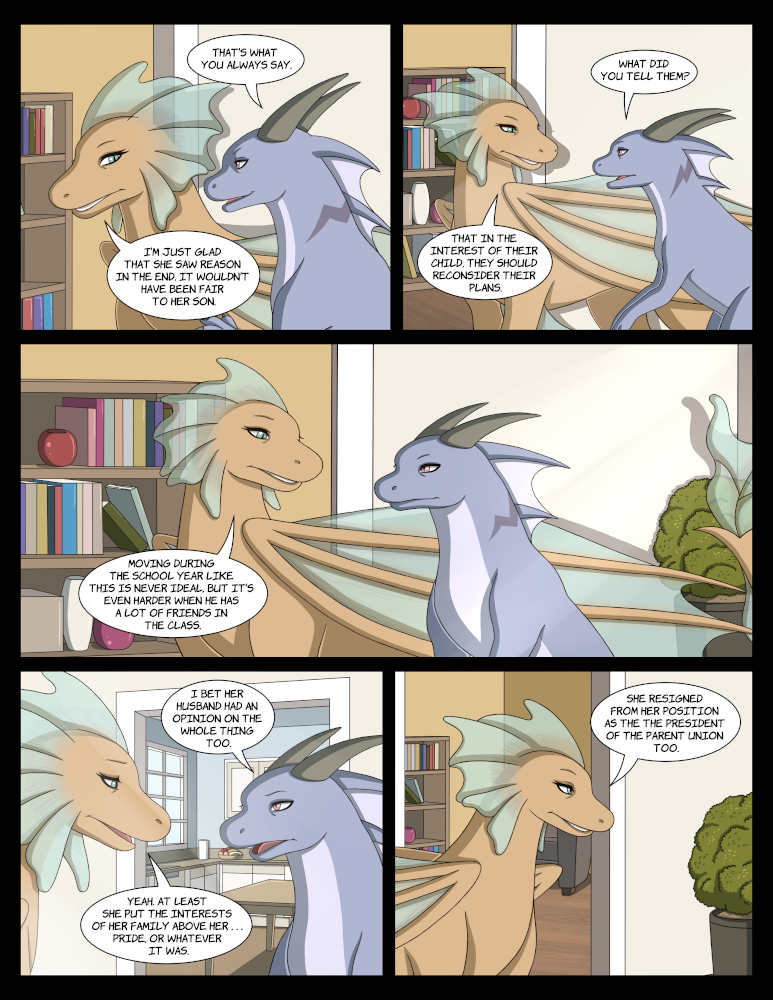 THAT'S WHAT
YOU ALWAYS SAY.
I'M JUST GLAD
THAT SHE SAW REASON
IN THE END. IT WOULDN'T
HAVE BEEN FAIR
TO HER SON.
WHAT DID
YOU TELL THEM?
THAT IN THE
INTEREST OF THEIR
CHILD, THEY SHOULD
RECONSIDER THEIR
PLANS.
MOVING DURING
THE SCHOOL YEAR LIKE
THIS IS NEVER IDEAL, BUT IT'S
EVEN HARDER WHEN HE HAS
A LOT OF FRIENDS IN
THE CLASS.
I BET HER
HUSBAND HAD AN
OPINION ON THE
WHOLE THING
TOO.
YEAH. AT LEAST
SHE PUT THE INTERESTS
OF HER FAMILY ABOVE HER . . .
PRIDE, OR WHATEVER
IT WAS.
SHE RESIGNED
FROM HER POSITION
AS THE THE PRESIDENT
OF THE PARENT UNION
TOO.